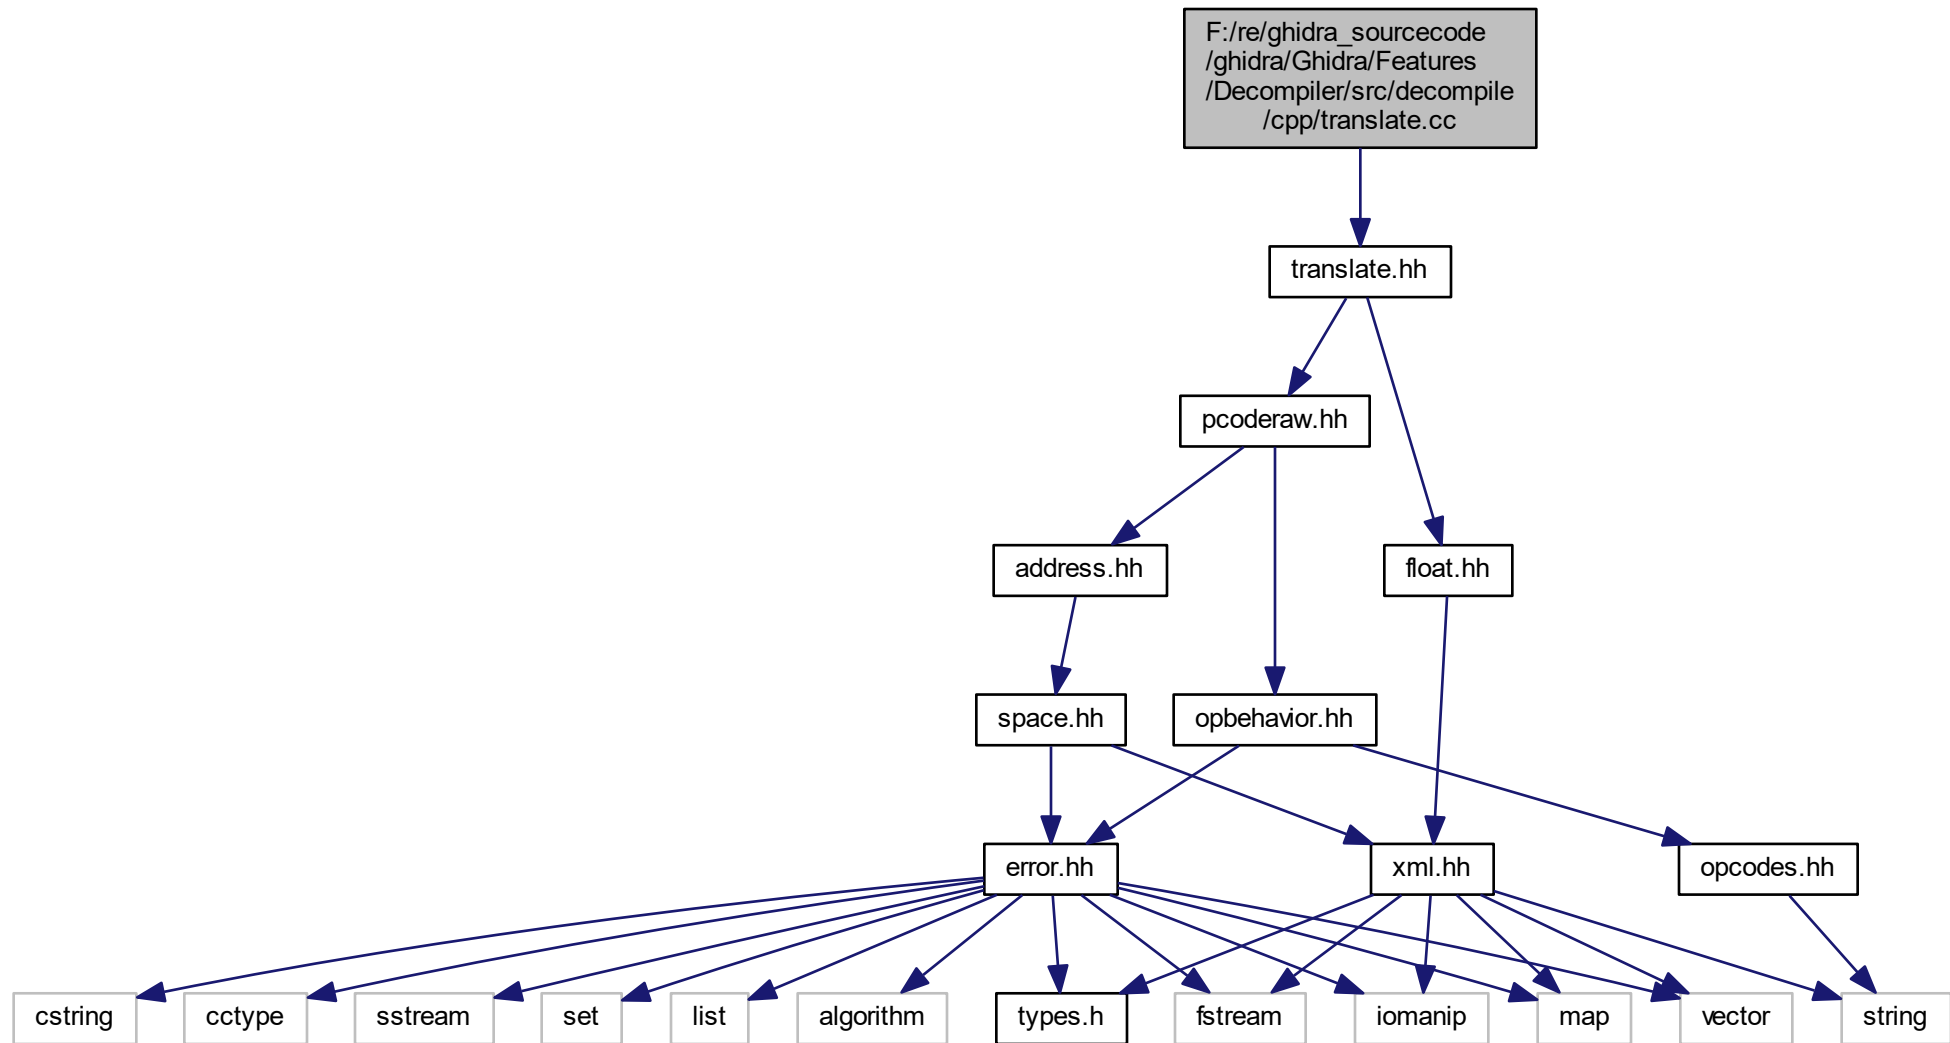 F:/re/ghidra_sourcecode
/ghidra/Ghidra/Features
/Decompiler/src/decompile
/cpp/translate.cc
translate.hh
pcoderaw.hh
address.hh
float.hh
space.hh
opbehavior.hh
error.hh
xml.hh
opcodes.hh
cstring
cctype
sstream
set
list
algorithm
types.h
fstream
iomanip
map
vector
string